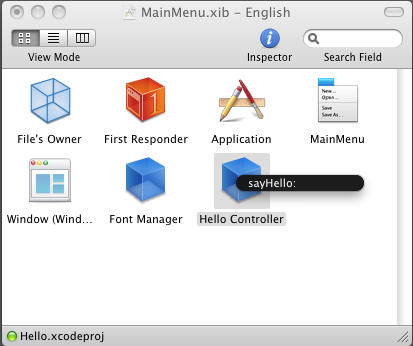 MainMenu.xib – English
View Mode
Inspector
Search Field
New...
Open...
Save
Save As...
File's Owner
First Responder
Application
MainMenu
sayHello:
Window (Wind...
Font Manager
Hello Controller
Hello.xcodeproj